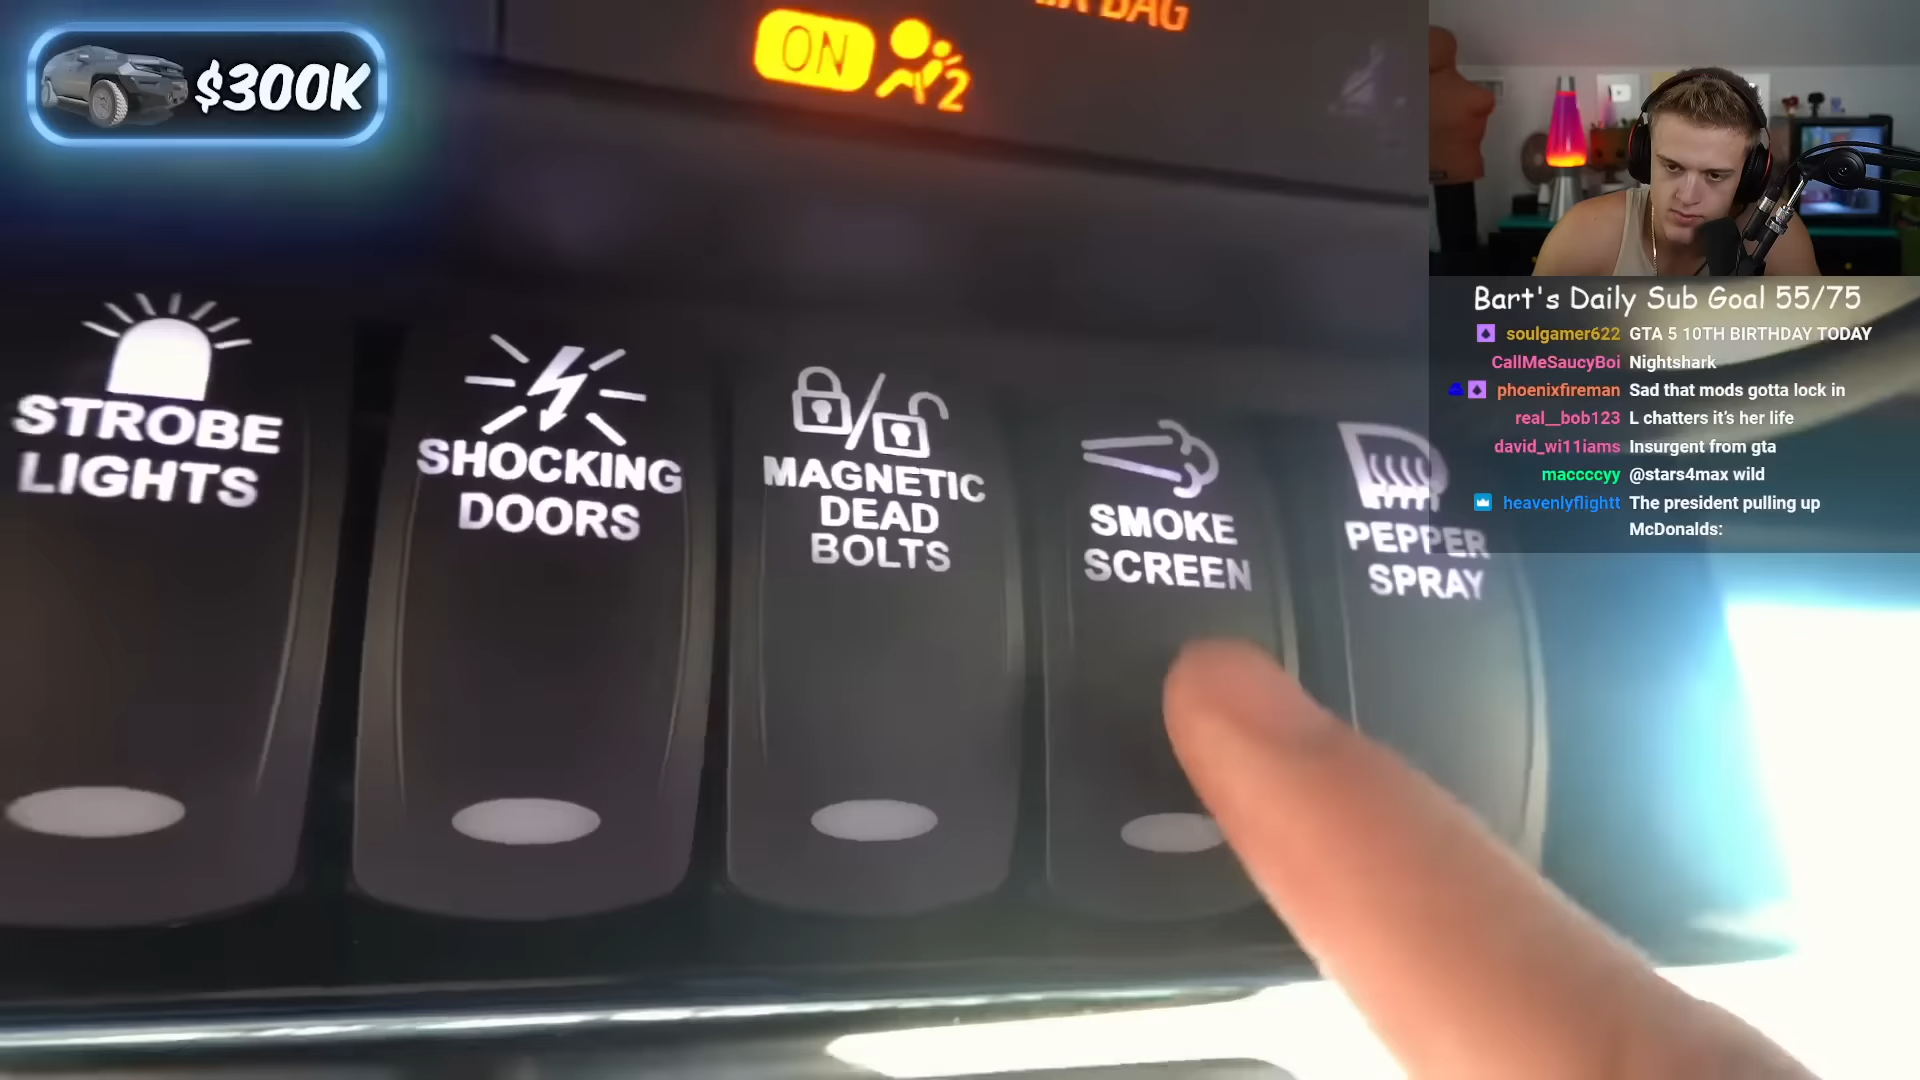 $300K
ON
2
BAG
STROBE
LIGHTS
SHOCKING
DOORS
MAGNETIC
DEAD
BOLTS
SMOKE
SCREEN
PEPPER
SPRAY
Bart's Daily Sub Goal 55/75
soulgamer622 GTA 5 10TH BIRTHDAY TODAY
CallMeSaucyBoi Nightshark
phoenixfireman Sad that mods gotta lock in
real__bob123 L chatters it's her life
david_wi11iams Insurgent from gta
maccccyy @stars4max wild
heavenlyflightt The president pulling up
McDonalds: